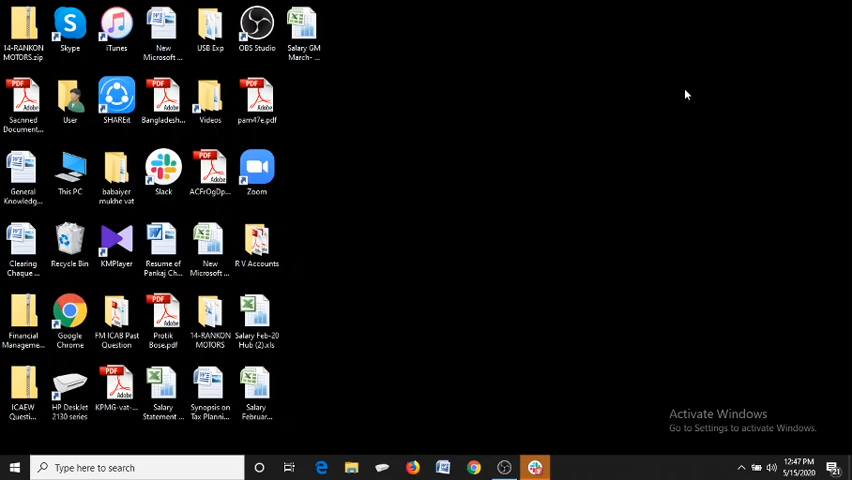 14-RANKON
MOTORS.zip
Skype
iTunes
New
Microsoft ...
USB Exp
OBS Studio
Salary GM
March- ...
Sacnned
Document...
User
SHAREit
Bangladesh...
Videos
pam47e.pdf
General
Knowledg...
This PC
babaiyer
mukhe vat
Slack
ACFrOgDp...
Zoom
Clearing
Chaque ...
Recycle Bin
KMPlayer
Resume of
Pankaj Ch...
New
Microsoft ...
R V Accounts
Financial
Manageme...
Google
Chrome
FM ICAB Past
Question
Protik
Bose.pdf
14-RANKON
MOTORS
Salary Feb-20
Hub (2).xls
ICAEW
Questi...
HP DeskJet
2130 series
KPMG-vat-...
Salary
Statement ...
Synopsis on
Tax Planni...
Salary
Februar...
Activate Windows
Go to Settings to activate Windows.
Type here to search
12:47 PM
5/15/2020
21